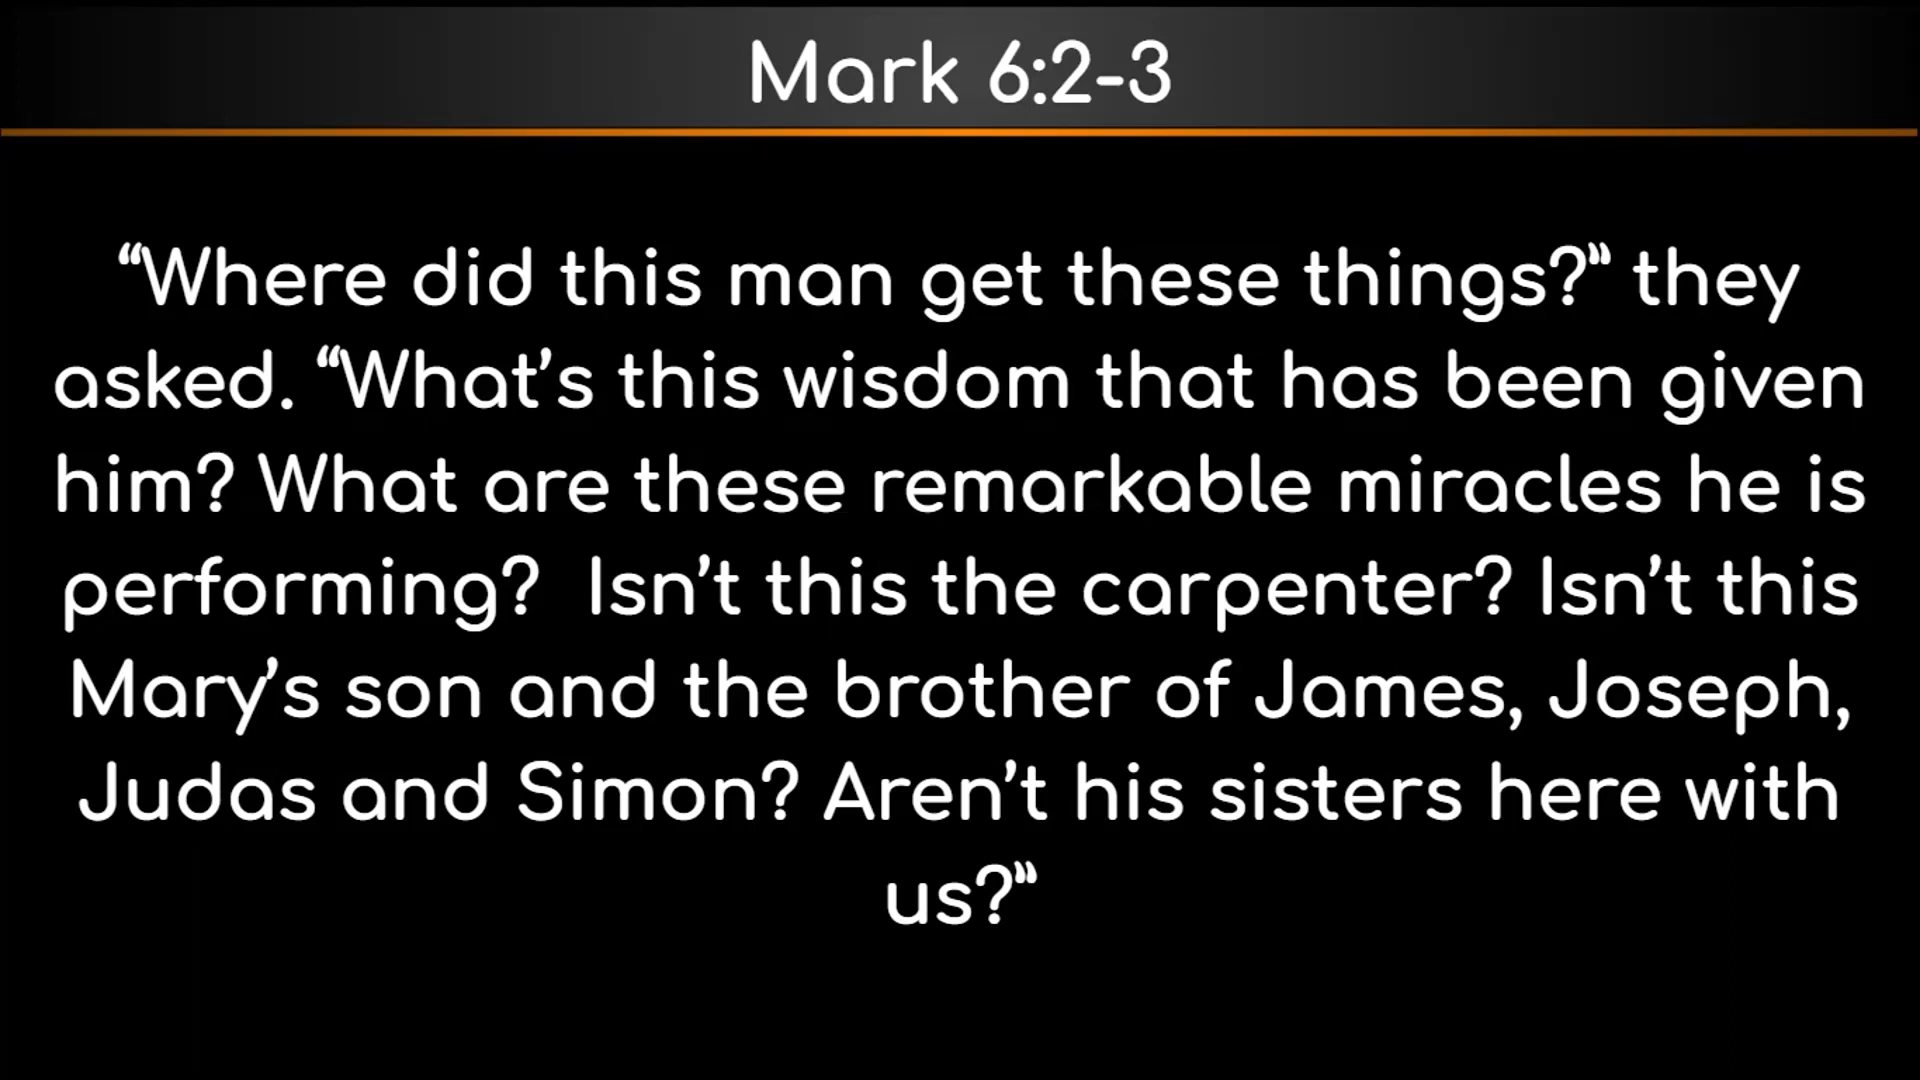 Mark 6:2-3
“Where did this man get these things?” they
asked. “What’s this wisdom that has been given
him? What are these remarkable miracles he is
performing?  Isn’t this the carpenter? Isn’t this
Mary’s son and the brother of James, Joseph,
Judas and Simon? Aren’t his sisters here with
us?”